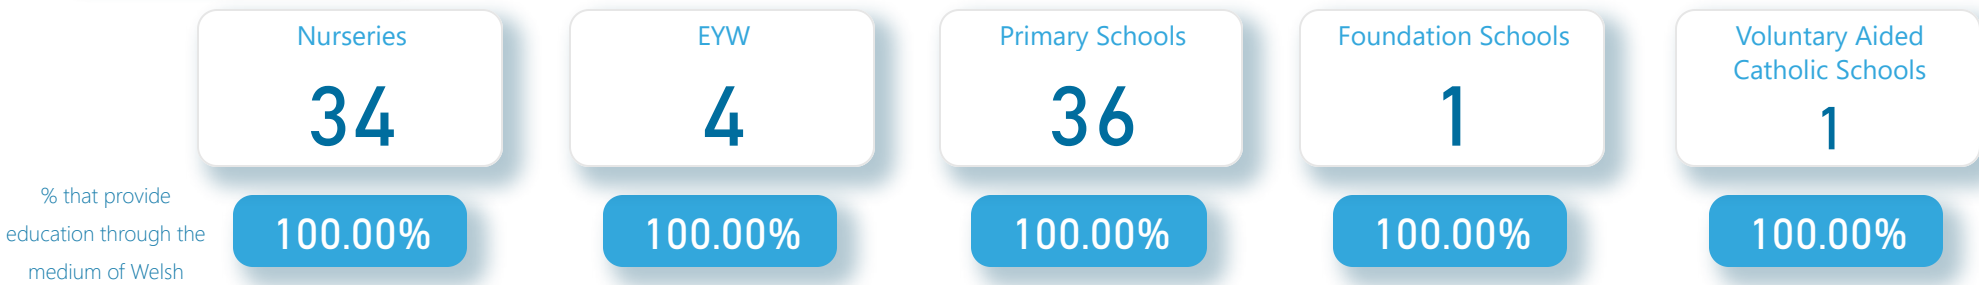 Nurseries
34
EYW
4
Primary Schools
36
Foundation Schools
1
Voluntary Aided
Catholic Schools
1
% that provide
education through the
medium of Welsh
100.00%
100.00%
100.00%
100.00%
100.00%